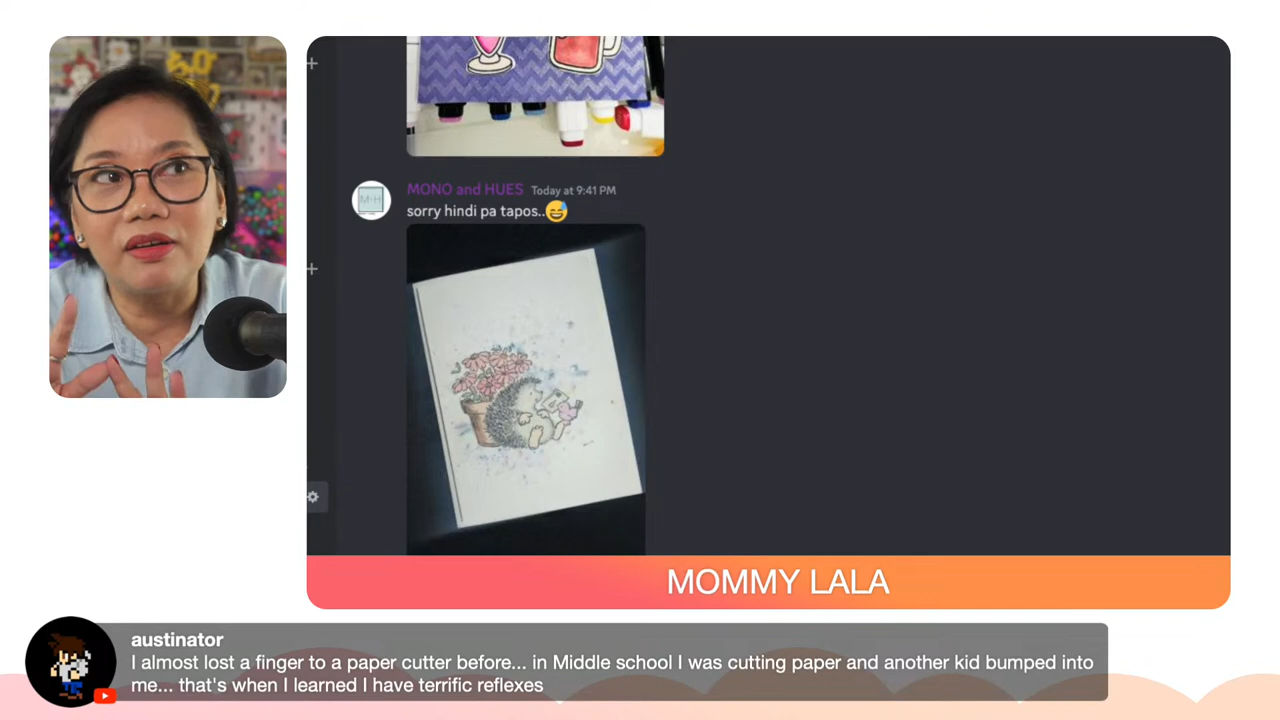 MONO and HUES Today at 9:41 PM
sorry hindi pa tapos..😅
M+H
MOMMY LALA
austinator
I almost lost a finger to a paper cutter before... in Middle school I was cutting paper and another kid bumped into
me... that's when I learned I have terrific reflexes